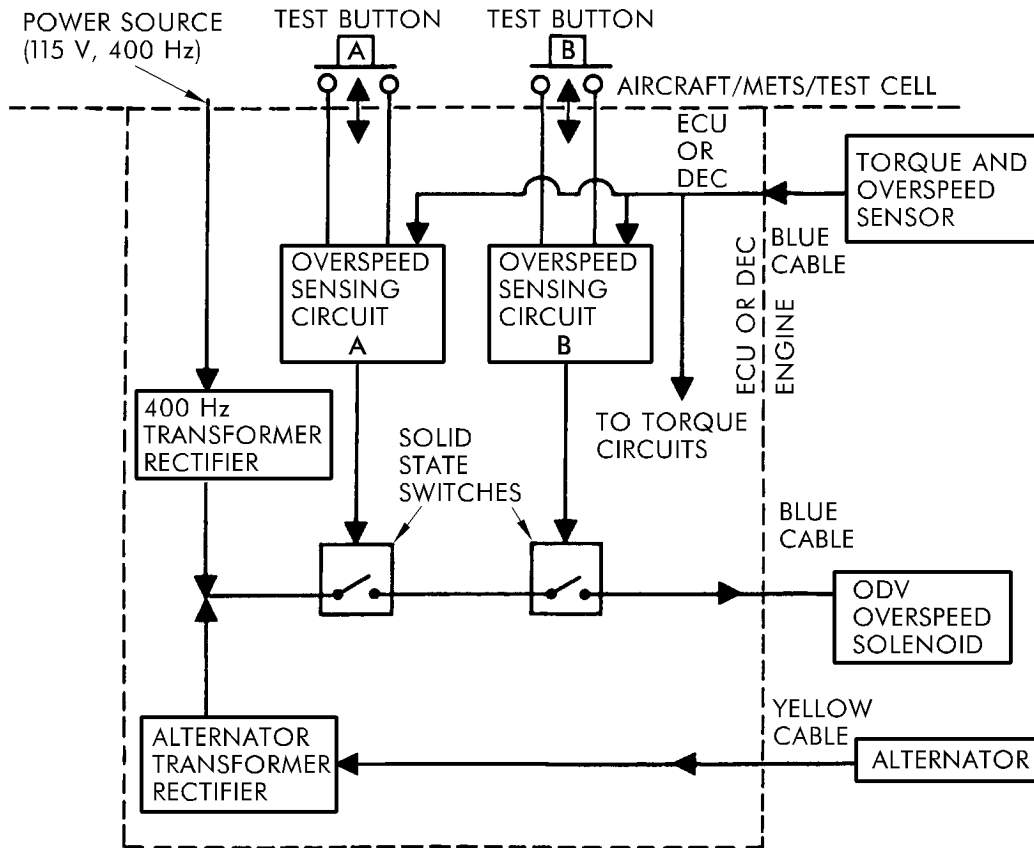 POWER SOURCE
(115 V, 400 Hz)
TEST BUTTON
A
TEST BUTTON
B
AIRCRAFT/METS/TEST CELL
ECU
OR
DEC
TORQUE AND
OVERSPEED
SENSOR
BLUE
CABLE
OVERSPEED
SENSING
CIRCUIT
A
OVERSPEED
SENSING
CIRCUIT
B
ECU OR DEC
ENGINE
400 Hz
TRANSFORMER
RECTIFIER
SOLID
STATE
SWITCHES
TO TORQUE
CIRCUITS
BLUE
CABLE
ODV
OVERSPEED
SOLENOID
ALTERNATOR
TRANSFORMER
RECTIFIER
YELLOW
CABLE
ALTERNATOR